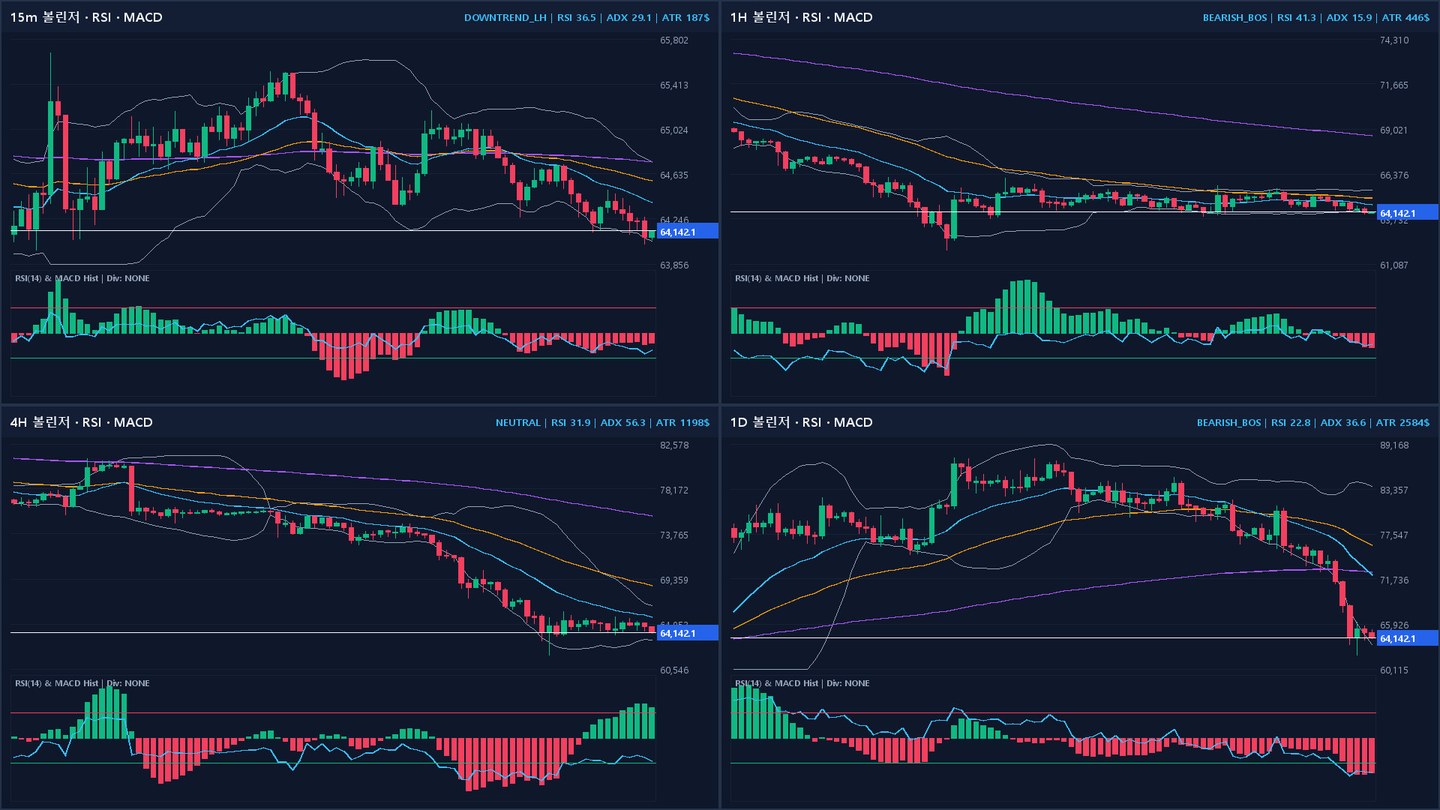 15m 볼린저 · RSI · MACD
DOWNTREND_LH | RSI 36.5 | ADX 29.1 | ATR 187$
65,802
65,413
65,024
64,635
64,246
64,142.1
63,856
RSI(14) & MACD Hist | Div: NONE
1H 볼린저 · RSI · MACD
BEARISH_BOS | RSI 41.3 | ADX 15.9 | ATR 446$
74,310
71,665
69,021
66,376
64,142.1
63,732
61,087
RSI(14) & MACD Hist | Div: NONE
4H 볼린저 · RSI · MACD
NEUTRAL | RSI 31.9 | ADX 56.3 | ATR 1198$
82,578
78,172
73,765
69,359
64,142.1
60,546
RSI(14) & MACD Hist | Div: NONE
1D 볼린저 · RSI · MACD
BEARISH_BOS | RSI 22.8 | ADX 36.6 | ATR 2584$
89,168
83,357
77,547
71,736
65,926
64,142.1
60,115
RSI(14) & MACD Hist | Div: NONE